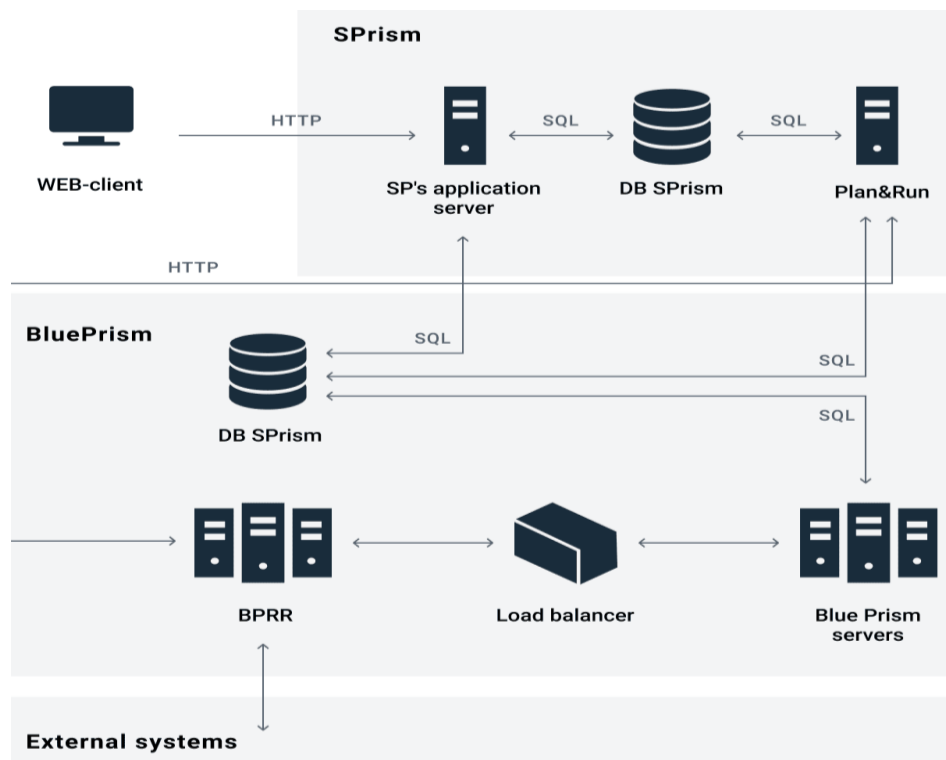 SPrism
HTTP
SQL
SQL
WEB-client
SP's application
server
DB SPrism
Plan&Run
HTTP
BluePrism
SQL
SQL
SQL
DB SPrism
BPRR
Load balancer
Blue Prism
servers
External systems